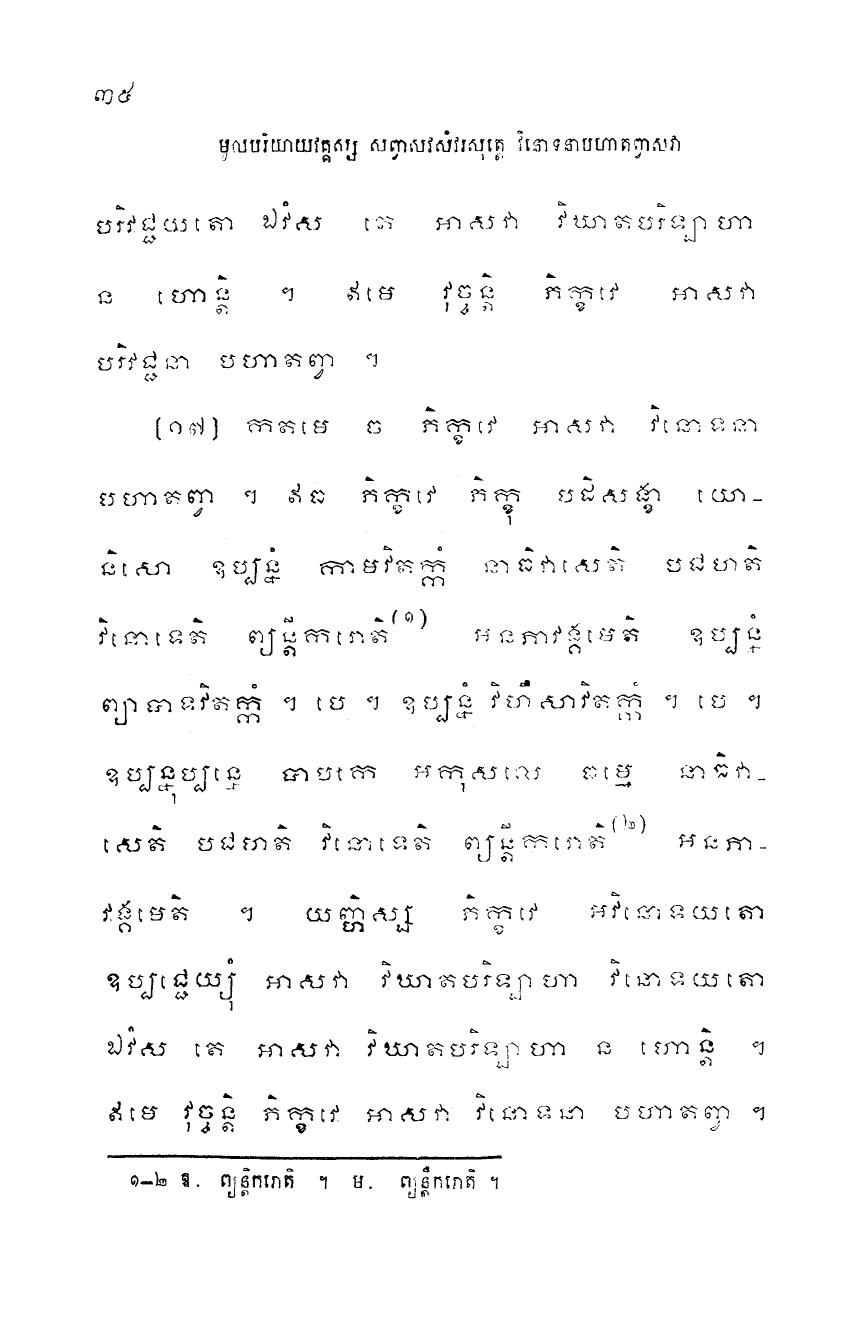 ៣៥
មូលបរិយាយវគ្គស្ស សព្វាសវសំវរសុត្តេ វិនោទនាបហាតព្វាសវា
បរិវជ្ជយតោ ឯវំស តេ អាសវា វិឃាតបរិឡាហា
ន ហោន្តិ ។ ឥមេ វុច្ចន្តិ ភិក្ខវេ អាសវា
បរិវជ្ជនា បហាតព្វា ។
[១៧] កតមេ ច ភិក្ខវេ អាសវា វិនោទនា
បហាតព្វា ។ ឥធ ភិក្ខវេ ភិក្ខុ បដិសង្ខា យោ-
និសោ ឧប្បន្នំ កាមវិតក្កំ នាធិវាសេតិ បជហតិ
វិនោទេតិ ព្យន្តីករោតិ(១) អនភាវង្គមេតិ ឧប្បន្នំ
ព្យាបាទវិតក្កំ ។ បេ ។ ឧប្បន្នំ វិហឹសាវិតក្កំ ។ បេ ។
ឧប្បន្នុប្បន្នេ បាបកេ អកុសលេ ធម្មេ នាធិវា-
សេតិ បជហតិ វិនោទេតិ ព្យន្តីករោតិ(២) អនភា-
វង្គមេតិ ។ យញ្ហិស្ស ភិក្ខវេ អវិនោទយតោ
ឧប្បជ្ជេយ្យុំ អាសវា វិឃាតបរិឡាហា វិនោទយតោ
ឯវំស តេ អាសវា វិឃាតបរិឡាហា ន ហោន្តិ ។
ឥមេ វុច្ចន្តិ ភិក្ខវេ អាសវា វិនោទនា បហាតព្វា ។
១–២ ឱ. ព្យន្តិករោតិ ។ ម. ព្យន្តឹករោតិ ។